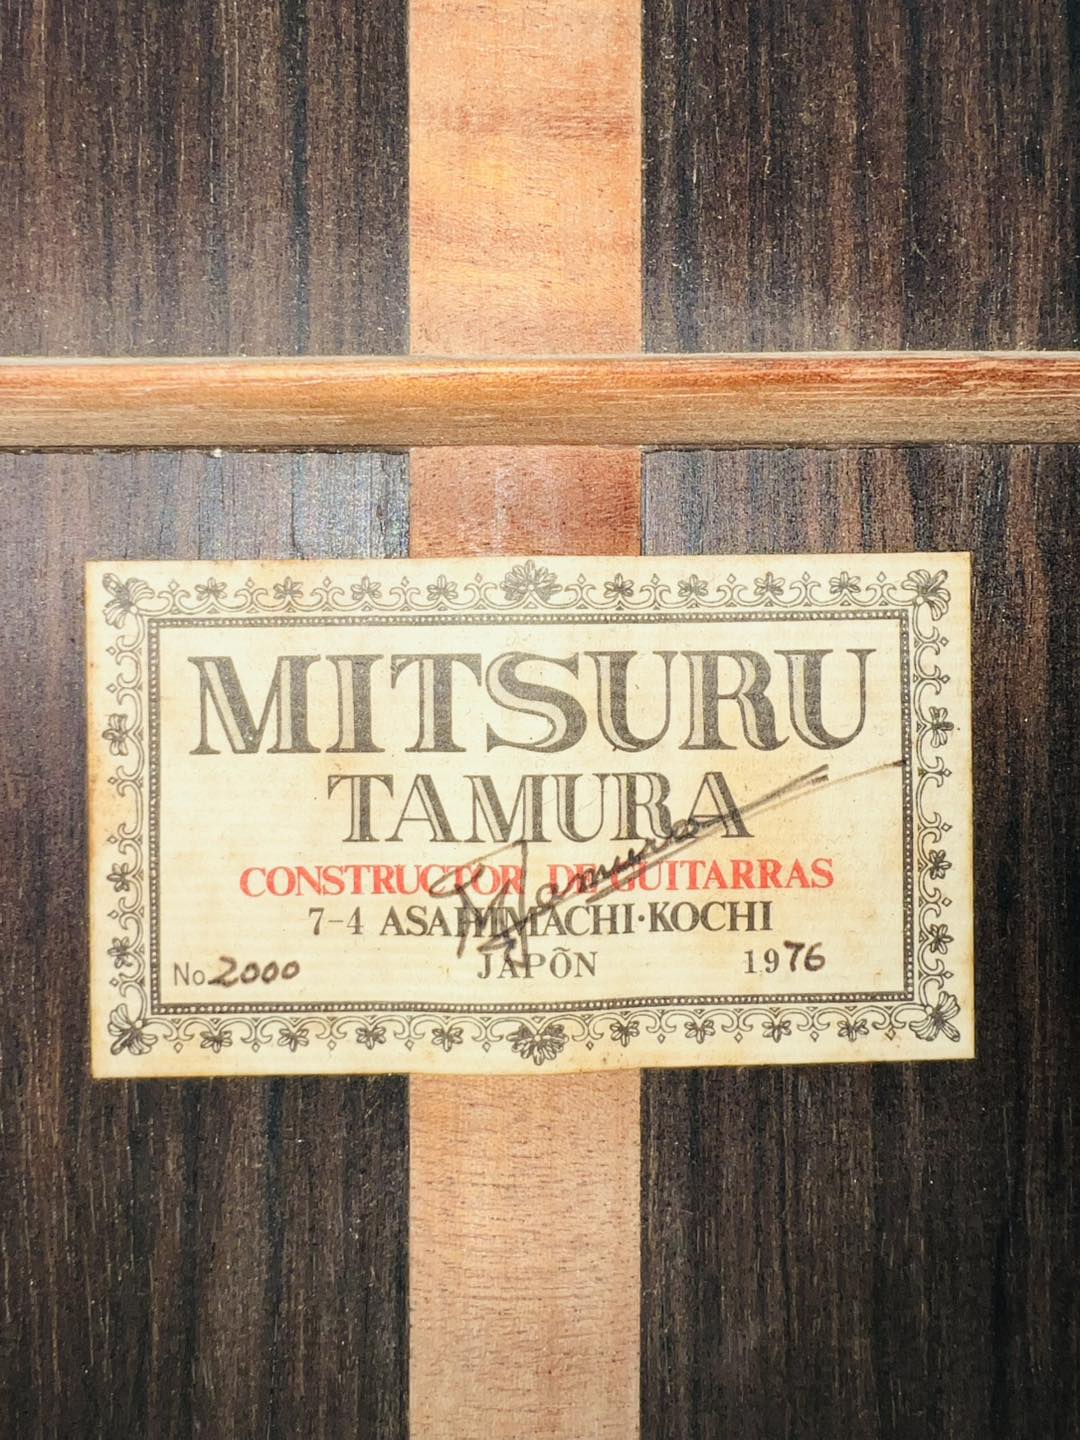 MITSURU
TAMURA
CONSTRUCTOR DE GUITARRAS
7-4 ASAHIMACHI·KOCHI
JAPÕN
No. 2000
1976